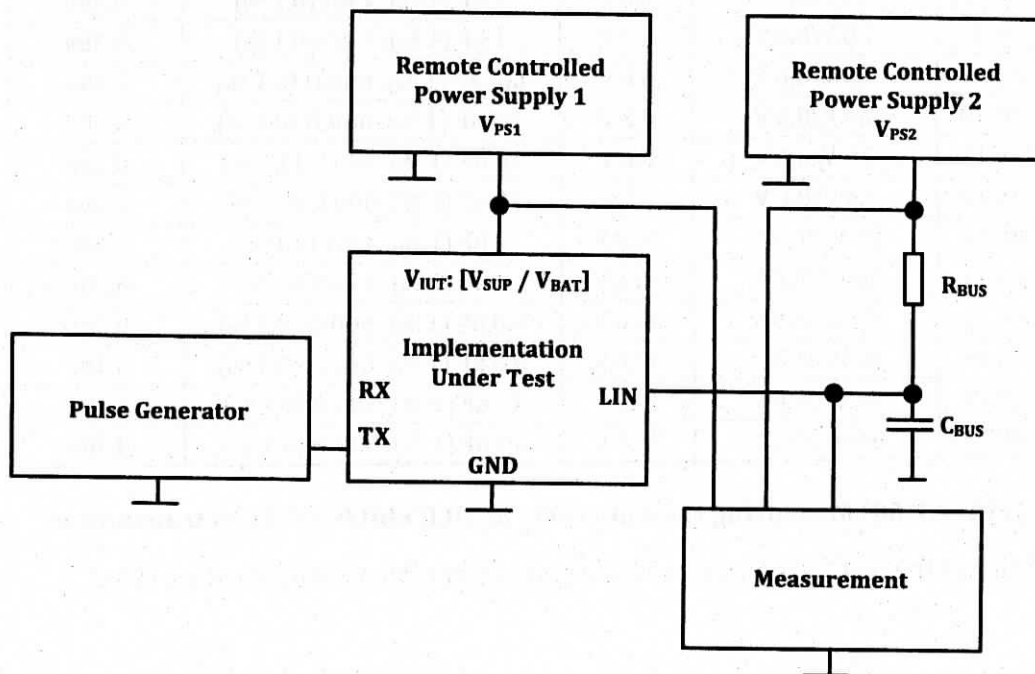 Remote Controlled
Power Supply 1
VPS1
Remote Controlled
Power Supply 2
VPS2
VIUT: [VSUP / VBAT]
Implementation
Under Test
RX
TX
LIN
GND
Pulse Generator
RBUS
CBUS
Measurement